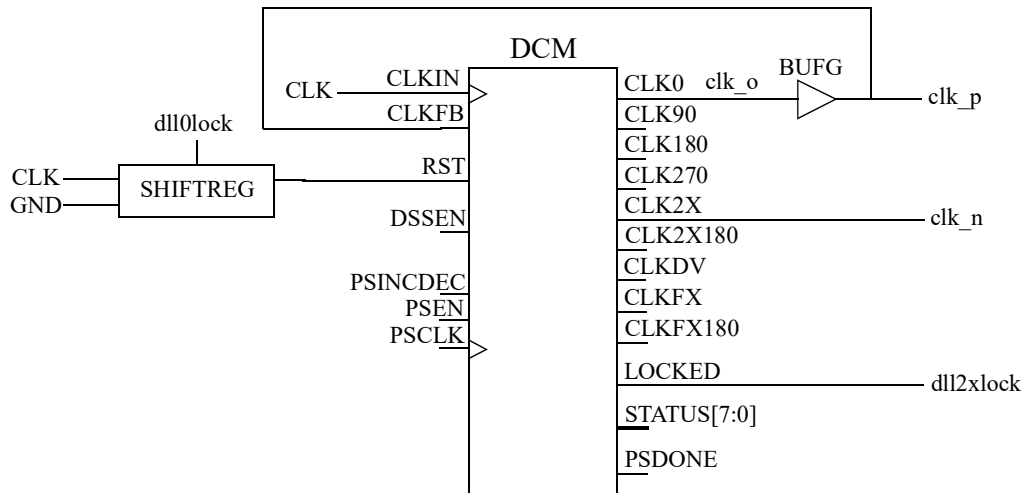 DCM
BUFG
CLK
CLKIN
CLK0
clk_o
clk_p
CLKFB
CLK90
dll0lock
CLK180
CLK
SHIFTREG
RST
CLK270
GND
CLK2X
clk_n
DSSEN
CLK2X180
CLKDV
PSINCDEC
CLKFX
PSEN
CLKFX180
PSCLK
LOCKED
dll2xlock
STATUS[7:0]
PSDONE